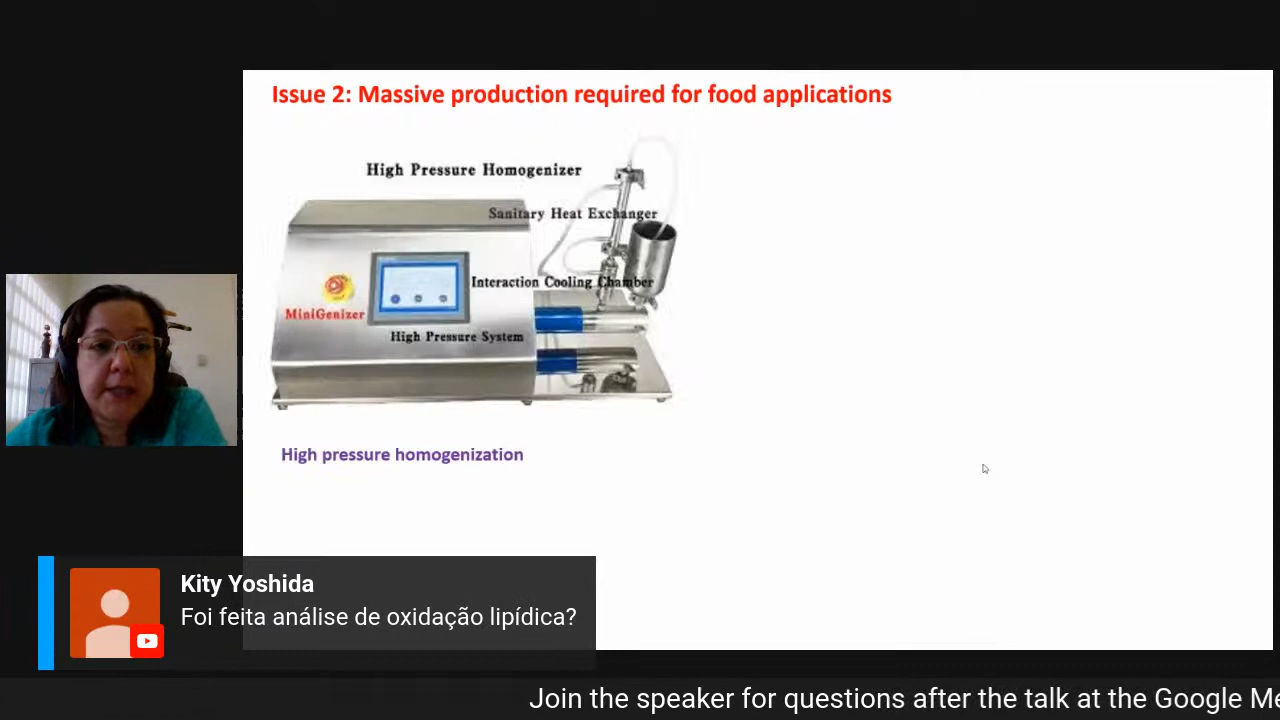 Issue 2: Massive production required for food applications
High Pressure Homogenizer
Sanitary Heat Exchanger
Interaction Cooling Chamber
MiniGenizer
High Pressure System
High pressure homogenization
Kity Yoshida
Foi feita análise de oxidação lipídica?
Join the speaker for questions after the talk at the Google Me